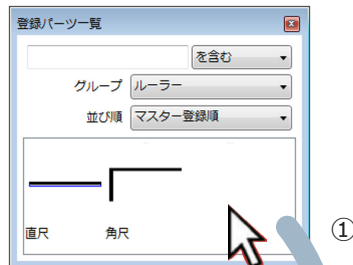 登録パーツ一覧
を含む
グループ ルーラー
並び順 マスター登録順
直尺 角尺
①